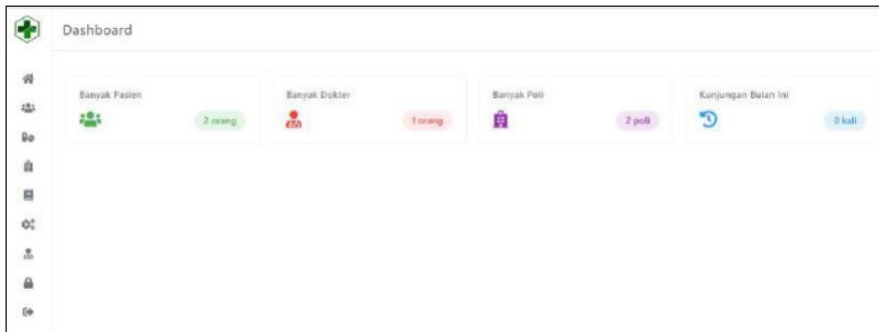 Dashboard
Banyak Pasien
2 orang
Banyak Dokter
1 orang
Banyak Poli
2 poli
Kunjungan Bulan Ini
0 kali